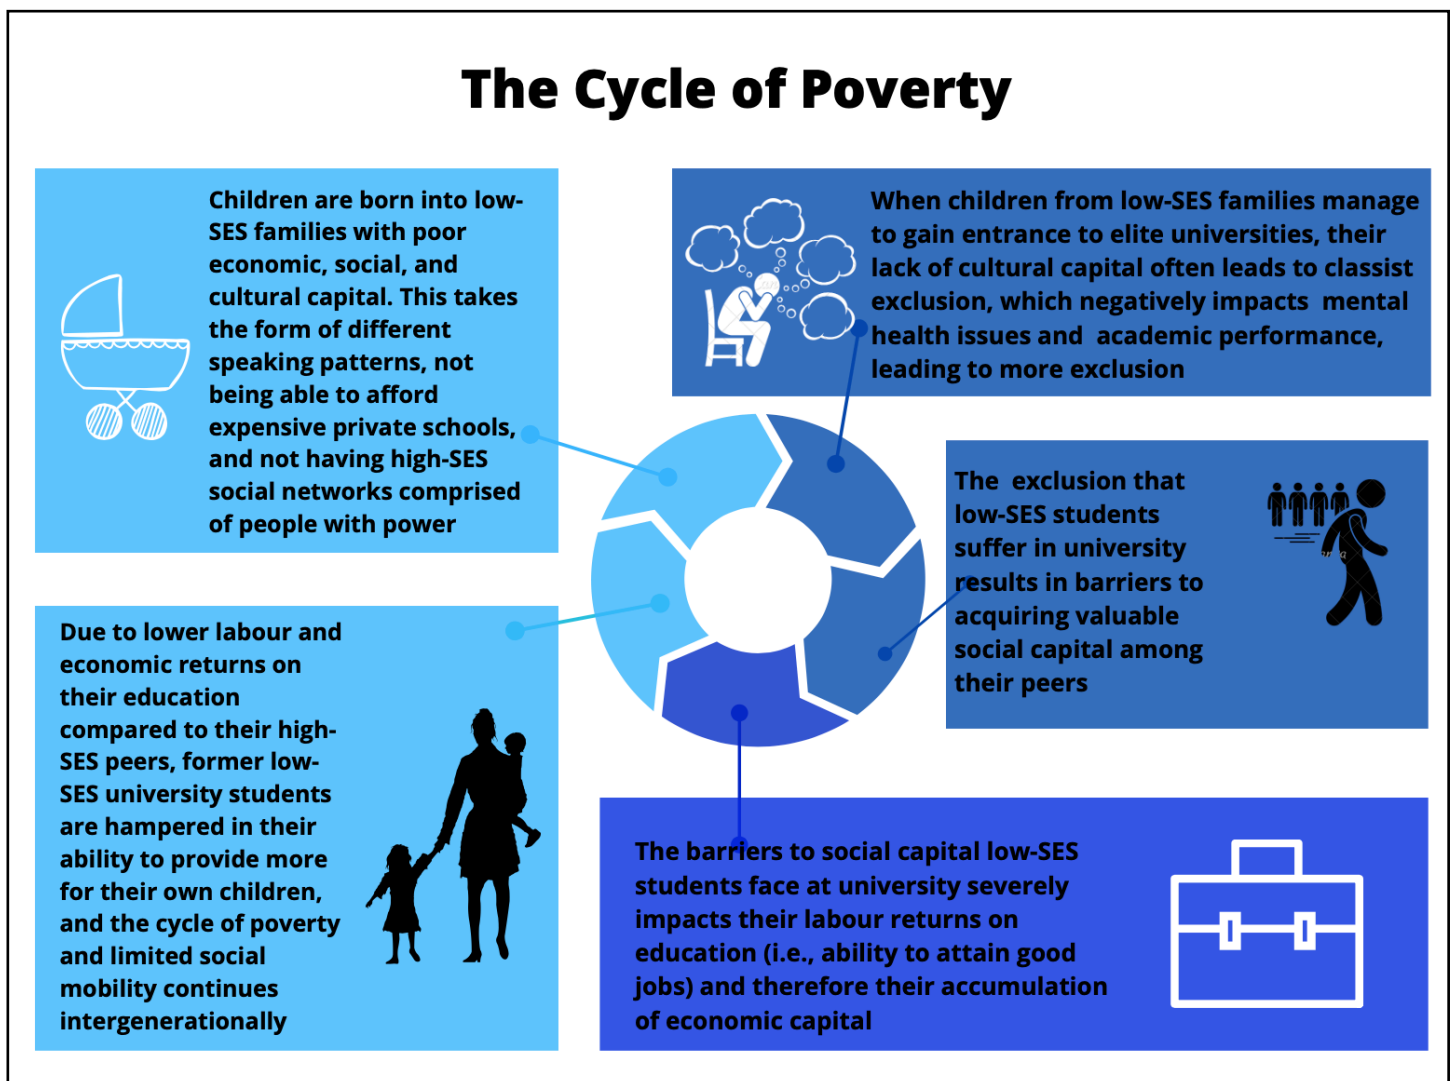 The Cycle of Poverty
Children are born into low-
SES families with poor
economic, social, and
cultural capital. This takes
the form of different
speaking patterns, not
being able to afford
expensive private schools,
and not having high-SES
social networks comprised
of people with power
When children from low-SES families manage
to gain entrance to elite universities, their
lack of cultural capital often leads to classist
exclusion, which negatively impacts  mental
health issues and  academic performance,
leading to more exclusion
The  exclusion that
low-SES students
suffer in university
results in barriers to
acquiring valuable
social capital among
their peers
The barriers to social capital low-SES
students face at university severely
impacts their labour returns on
education (i.e., ability to attain good
jobs) and therefore their accumulation
of economic capital
Due to lower labour and
economic returns on
their education
compared to their high-
SES peers, former low-
SES university students
are hampered in their
ability to provide more
for their own children,
and the cycle of poverty
and limited social
mobility continues
intergenerationally